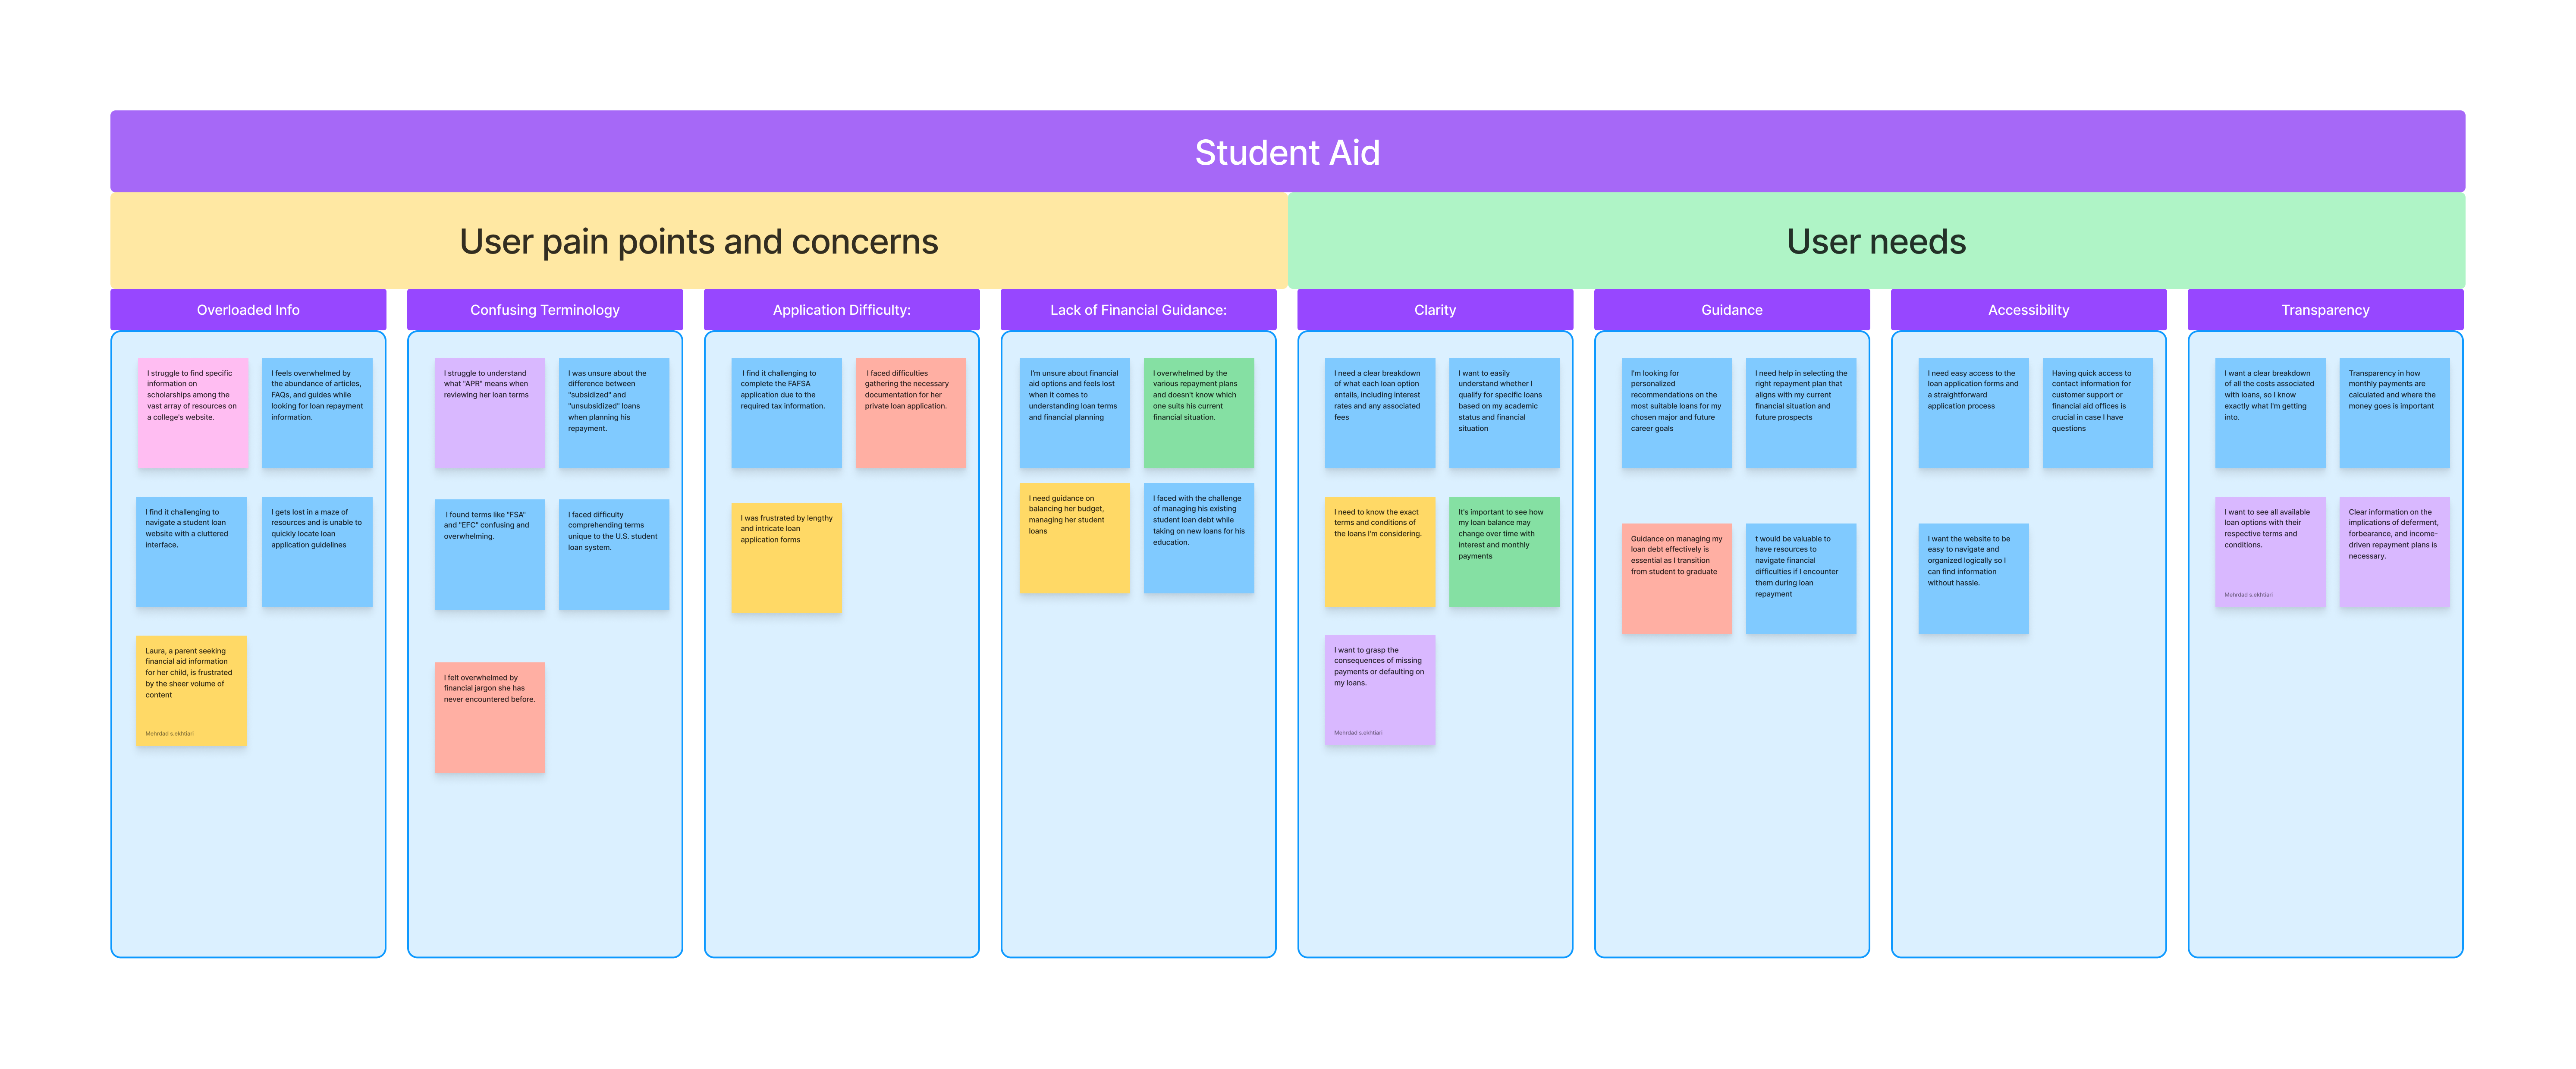 Student Aid
User pain points and concerns
User needs
Overloaded Info
I struggle to find specific
information on
scholarships among the
vast array of resources on
a college's website.
I feels overwhelmed by
the abundance of articles,
FAQs, and guides while
looking for loan repayment
information.
I find it challenging to
navigate a student loan
website with a cluttered
interface.
I gets lost in a maze of
resources and is unable to
quickly locate loan
application guidelines
Laura, a parent seeking
financial aid information
for her child, is frustrated
by the sheer volume of
content
Mehrdad s.ekhtiari
Confusing Terminology
I struggle to understand
what "APR" means when
reviewing her loan terms
I was unsure about the
difference between
"subsidized" and
"unsubsidized" loans
when planning his
repayment.
I found terms like "FSA"
and "EFC" confusing and
overwhelming.
I faced difficulty
comprehending terms
unique to the U.S. student
loan system.
I felt overwhelmed by
financial jargon she has
never encountered before.
Application Difficulty:
I find it challenging to
complete the FAFSA
application due to the
required tax information.
I faced difficulties
gathering the necessary
documentation for her
private loan application.
I was frustrated by lengthy
and intricate loan
application forms
Lack of Financial Guidance:
I'm unsure about financial
aid options and feels lost
when it comes to
understanding loan terms
and financial planning
I overwhelmed by the
various repayment plans
and doesn't know which
one suits his current
financial situation.
I need guidance on
balancing her budget,
managing her student
loans
I faced with the challenge
of managing his existing
student loan debt while
taking on new loans for his
education.
Clarity
I need a clear breakdown
of what each loan option
entails, including interest
rates and any associated
fees
I want to easily
understand whether I
qualify for specific loans
based on my academic
status and financial
situation
I need to know the exact
terms and conditions of
the loans I'm considering.
It's important to see how
my loan balance may
change over time with
interest and monthly
payments
I want to grasp the
consequences of missing
payments or defaulting on
my loans.
Mehrdad s.ekhtiari
Guidance
I'm looking for
personalized
recommendations on the
most suitable loans for my
chosen major and future
career goals
I need help in selecting the
right repayment plan that
aligns with my current
financial situation and
future prospects
Guidance on managing my
loan debt effectively is
essential as I transition
from student to graduate
t would be valuable to
have resources to
navigate financial
difficulties if I encounter
them during loan
repayment
Accessibility
I need easy access to the
loan application forms and
a straightforward
application process
Having quick access to
contact information for
customer support or
financial aid offices is
crucial in case I have
questions
I want the website to be
easy to navigate and
organized logically so I
can find information
without hassle.
Transparency
I want a clear breakdown
of all the costs associated
with loans, so I know
exactly what I'm getting
into.
Transparency in how
monthly payments are
calculated and where the
money goes is important
I want to see all available
loan options with their
respective terms and
conditions.
Mehrdad s.ekhtiari
Clear information on the
implications of deferment,
forbearance, and income-
driven repayment plans is
necessary.